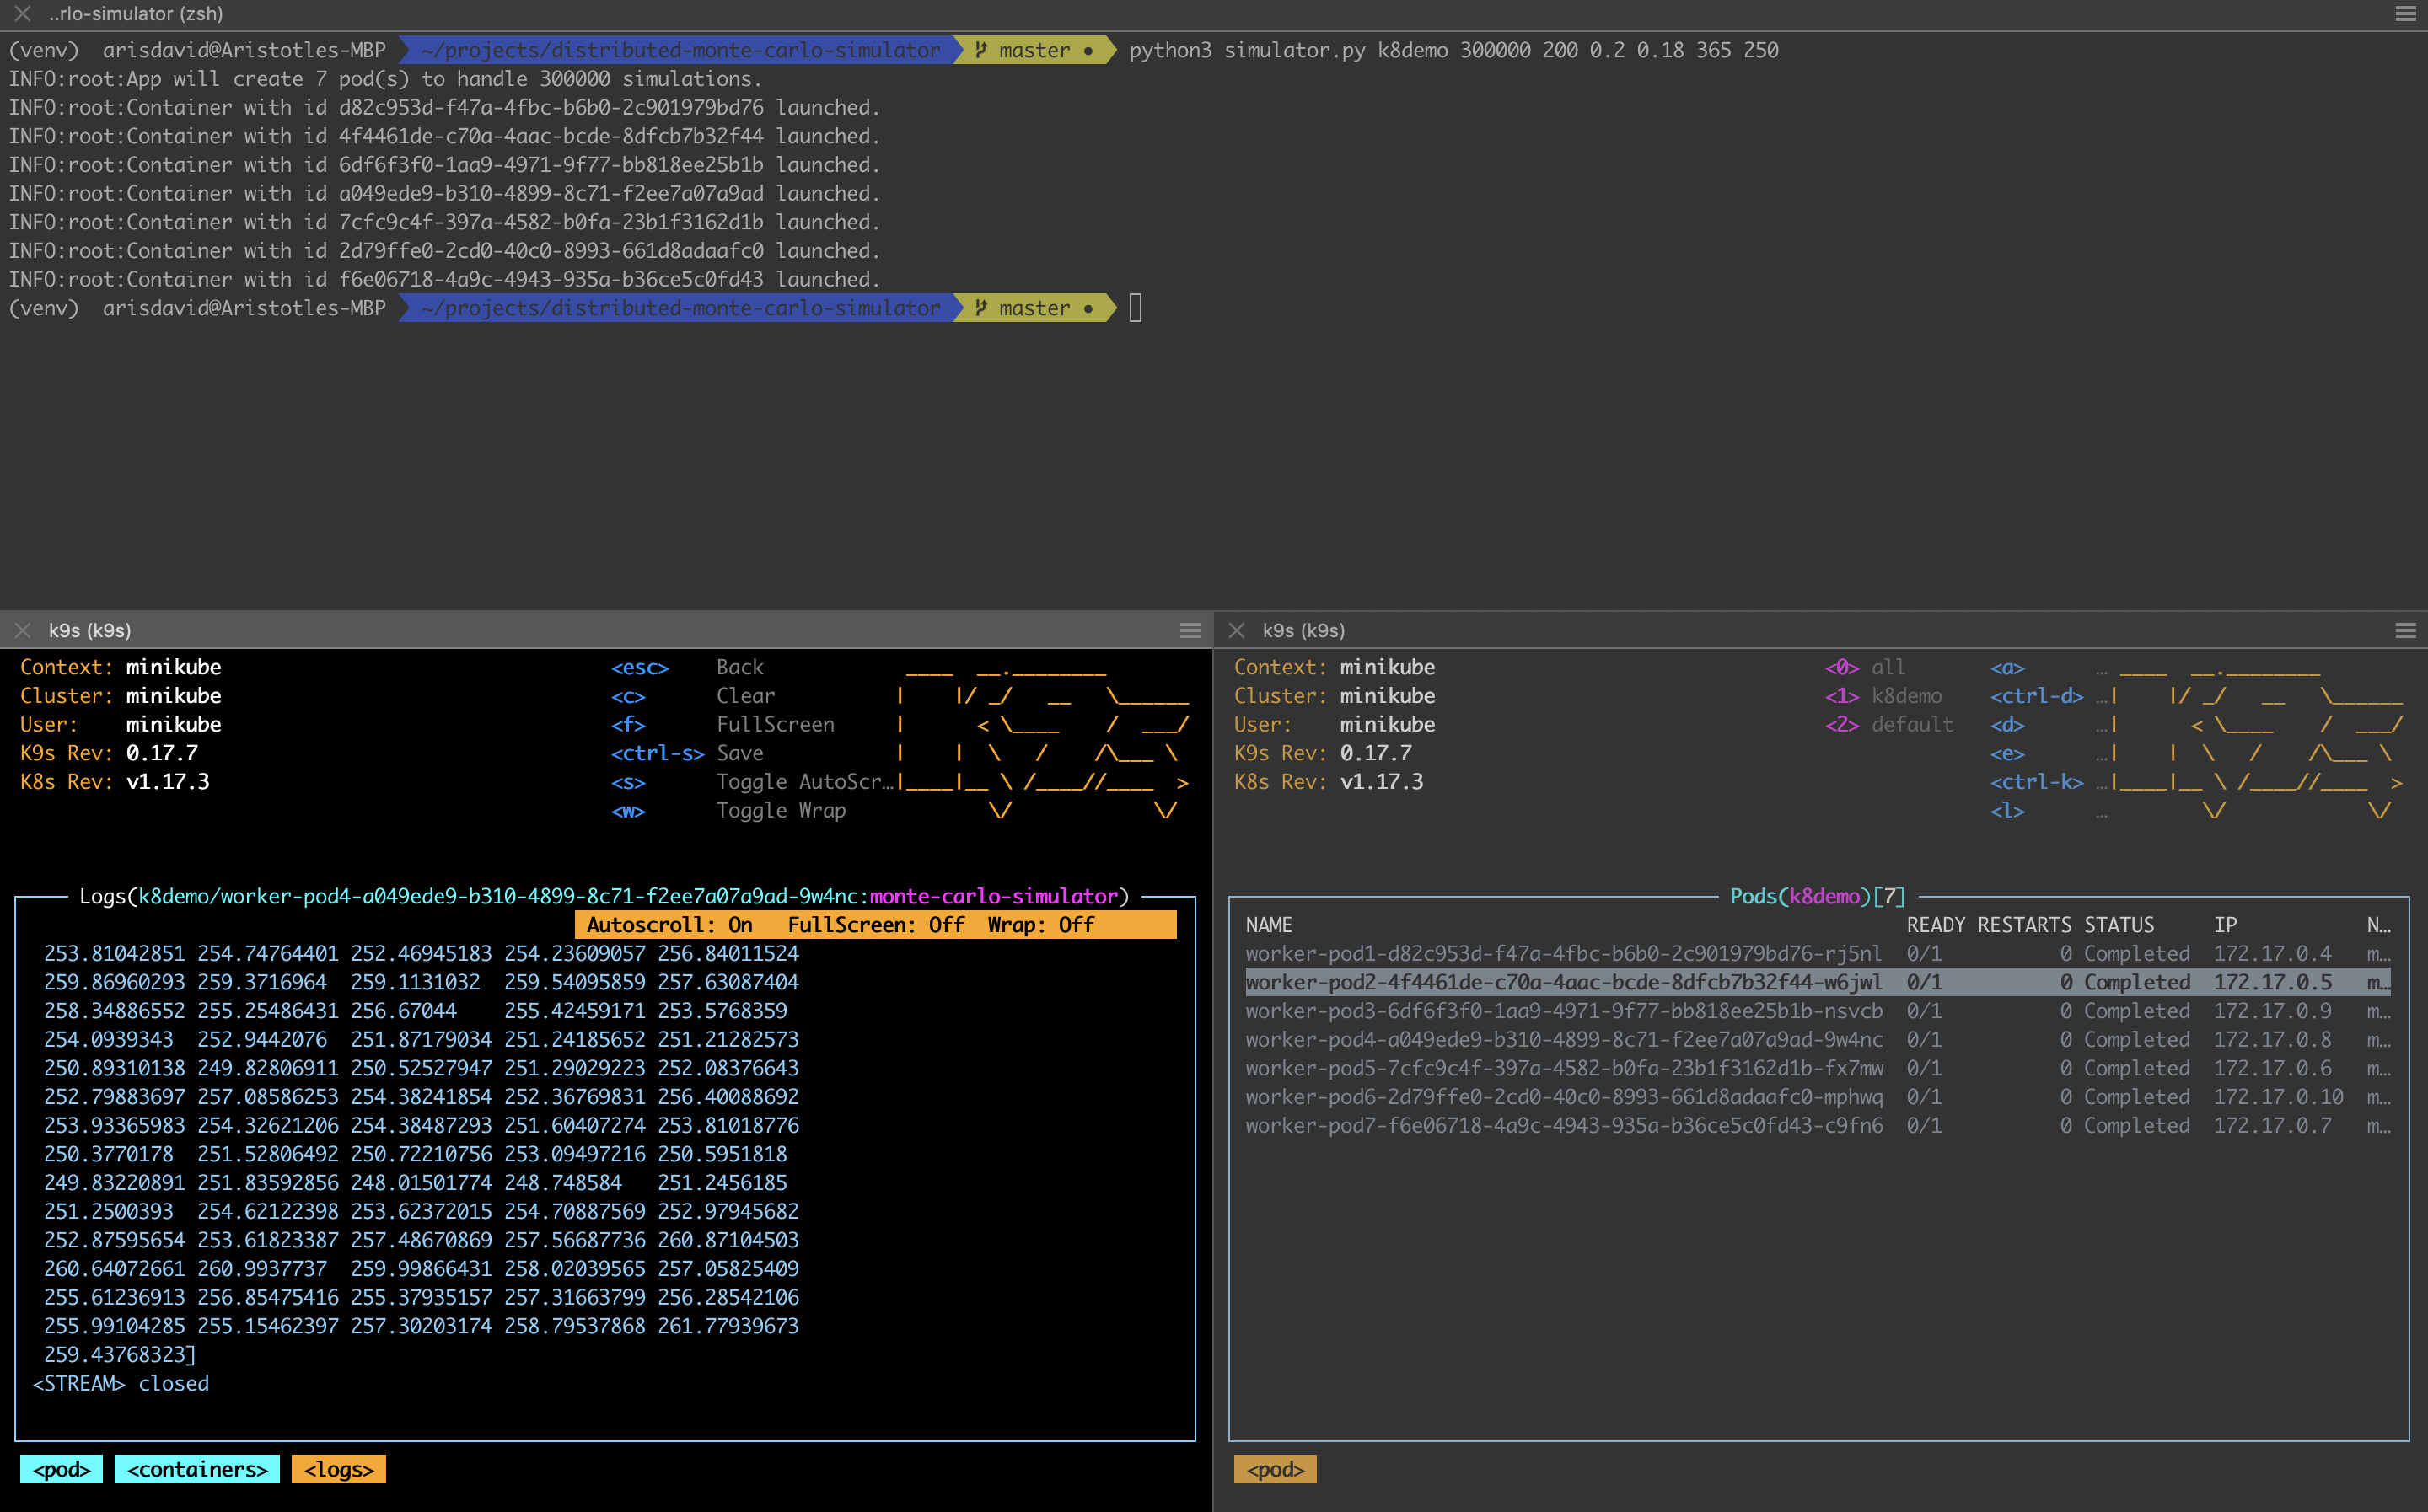 ..rlo-simulator (zsh)
(venv) arisdavid@Aristotles-MBP ~/projects/distributed-monte-carlo-simulator master ● python3 simulator.py k8demo 300000 200 0.2 0.18 365 250
INFO:root:App will create 7 pod(s) to handle 300000 simulations.
INFO:root:Container with id d82c953d-f47a-4fbc-b6b0-2c901979bd76 launched.
INFO:root:Container with id 4f4461de-c70a-4aac-bcde-8dfcb7b32f44 launched.
INFO:root:Container with id 6df6f3f0-1aa9-4971-9f77-bb818ee25b1b launched.
INFO:root:Container with id a049ede9-b310-4899-8c71-f2ee7a07a9ad launched.
INFO:root:Container with id 7cfc9c4f-397a-4582-b0fa-23b1f3162d1b launched.
INFO:root:Container with id 2d79ffe0-2cd0-40c0-8993-661d8adaafc0 launched.
INFO:root:Container with id f6e06718-4a9c-4943-935a-b36ce5c0fd43 launched.
(venv) arisdavid@Aristotles-MBP ~/projects/distributed-monte-carlo-simulator master ●
k9s (k9s)
Context: minikube <esc> Back
Cluster: minikube <c> Clear
User: minikube <f> FullScreen
K9s Rev: 0.17.7 <ctrl-s> Save
K8s Rev: v1.17.3 <s> Toggle AutoScr…
<w> Toggle Wrap
Logs(k8demo/worker-pod4-a049ede9-b310-4899-8c71-f2ee7a07a9ad-9w4nc:monte-carlo-simulator)
Autoscroll: On FullScreen: Off Wrap: Off
253.81042851 254.74764401 252.46945183 254.23609057 256.84011524
259.86960293 259.3716964 259.1131032 259.54095859 257.63087404
258.34886552 255.25486431 256.67044 255.42459171 253.5768359
254.0939343 252.9442076 251.87179034 251.24185652 251.21282573
250.89310138 249.82806911 250.52527947 251.29029223 252.08376643
252.79883697 257.08586253 254.38241854 252.36769831 256.40088692
253.93365983 254.32621206 254.38487293 251.60407274 253.81018776
250.3770178 251.52806492 250.72210756 253.09497216 250.5951818
249.83220891 251.83592856 248.01501774 248.748584 251.2456185
251.2500393 254.62122398 253.62372015 254.70887569 252.97945682
252.87595654 253.61823387 257.48670869 257.56687736 260.87104503
260.64072661 260.9937737 259.99866431 258.02039565 257.05825409
255.61236913 256.85475416 255.37935157 257.31663799 256.28542106
255.99104285 255.15462397 257.30203174 258.79537868 261.77939673
259.43768323]
<STREAM> closed
<pod> <containers> <logs>
k9s (k9s)
Context: minikube <0> all <a> …
Cluster: minikube <1> k8demo <ctrl-d> …
User: minikube <2> default <d> …
K9s Rev: 0.17.7 <e> …
K8s Rev: v1.17.3 <ctrl-k> …
<l> …
Pods(k8demo)[7]
NAME READY RESTARTS STATUS IP N…
worker-pod1-d82c953d-f47a-4fbc-b6b0-2c901979bd76-rj5nl 0/1 0 Completed 172.17.0.4 m…
worker-pod2-4f4461de-c70a-4aac-bcde-8dfcb7b32f44-w6jwl 0/1 0 Completed 172.17.0.5 m…
worker-pod3-6df6f3f0-1aa9-4971-9f77-bb818ee25b1b-nsvcb 0/1 0 Completed 172.17.0.9 m…
worker-pod4-a049ede9-b310-4899-8c71-f2ee7a07a9ad-9w4nc 0/1 0 Completed 172.17.0.8 m…
worker-pod5-7cfc9c4f-397a-4582-b0fa-23b1f3162d1b-fx7mw 0/1 0 Completed 172.17.0.6 m…
worker-pod6-2d79ffe0-2cd0-40c0-8993-661d8adaafc0-mphwq 0/1 0 Completed 172.17.0.10 m…
worker-pod7-f6e06718-4a9c-4943-935a-b36ce5c0fd43-c9fn6 0/1 0 Completed 172.17.0.7 m…
<pod>